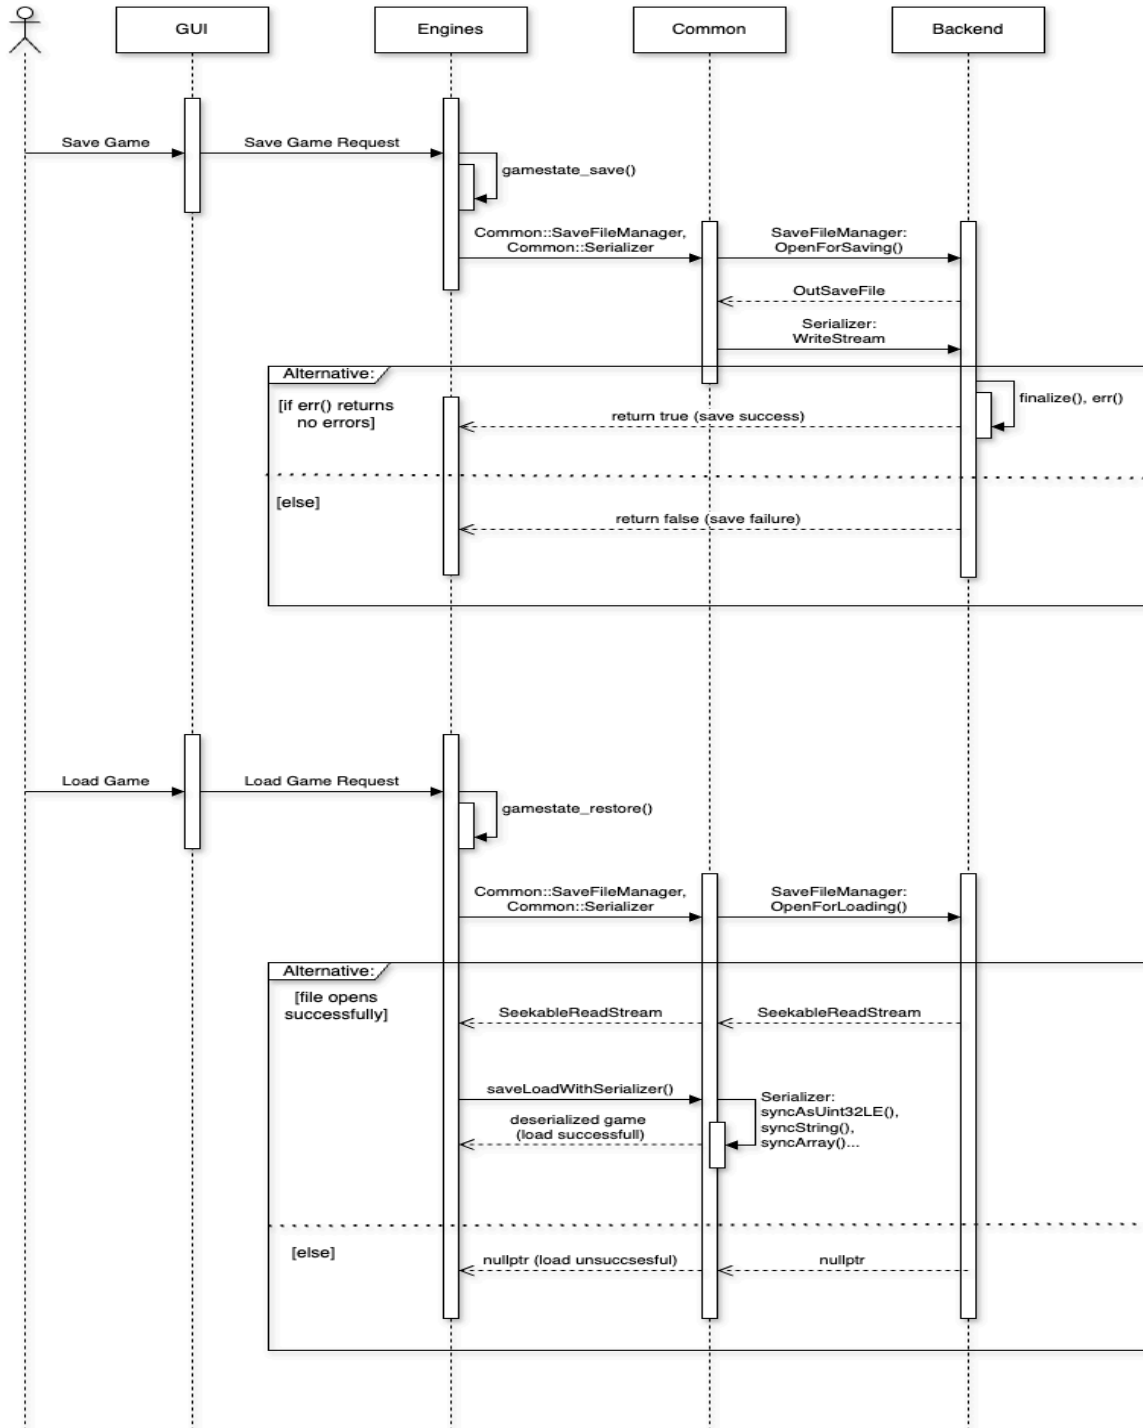 GUI
Engines
Common
Backend
Save Game
Save Game Request
gamestate_save()
Common::SaveFileManager,
Common::Serializer
SaveFileManager:
OpenForSaving()
OutSaveFile
Serializer:
WriteStream
Alternative:
[if err() returns
no errors]
return true (save success)
finalize(), err()
[else]
return false (save failure)
Load Game
Load Game Request
gamestate_restore()
Common::SaveFileManager,
Common::Serializer
SaveFileManager:
OpenForLoading()
Alternative:
[file opens
successfully]
SeekableReadStream
SeekableReadStream
saveLoadWithSerializer()
Serializer:
syncAsUint32LE(),
syncString(),
syncArray()...
deserialized game
(load successfull)
[else]
nullptr (load unsuccsesful)
nullptr